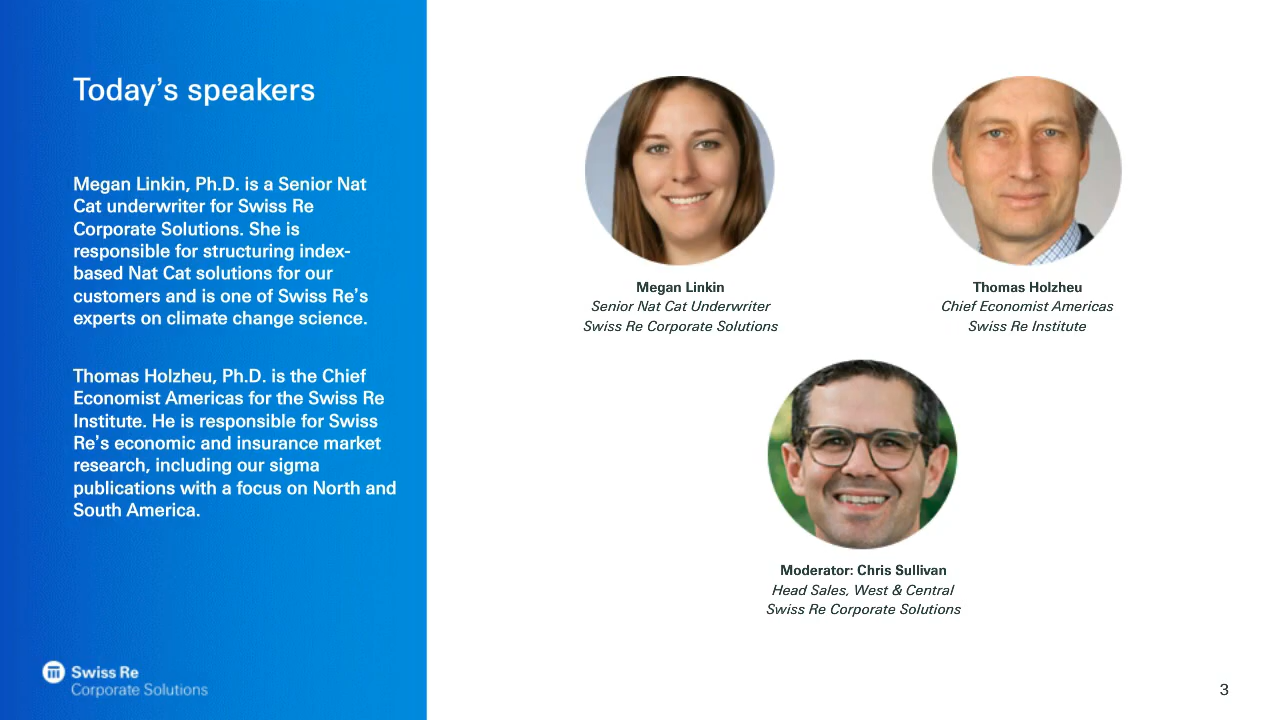 Today's speakers
Megan Linkin, Ph.D. is a Senior Nat
Cat underwriter for Swiss Re
Corporate Solutions. She is
responsible for structuring index-
based Nat Cat solutions for our
customers and is one of Swiss Re's
experts on climate change science.
Thomas Holzheu, Ph.D. is the Chief
Economist Americas for the Swiss Re
Institute. He is responsible for Swiss
Re's economic and insurance market
research, including our sigma
publications with a focus on North and
South America.
Megan Linkin
Senior Nat Cat Underwriter
Swiss Re Corporate Solutions
Thomas Holzheu
Chief Economist Americas
Swiss Re Institute
Moderator: Chris Sullivan
Head Sales, West & Central
Swiss Re Corporate Solutions
Swiss Re
Corporate Solutions
3